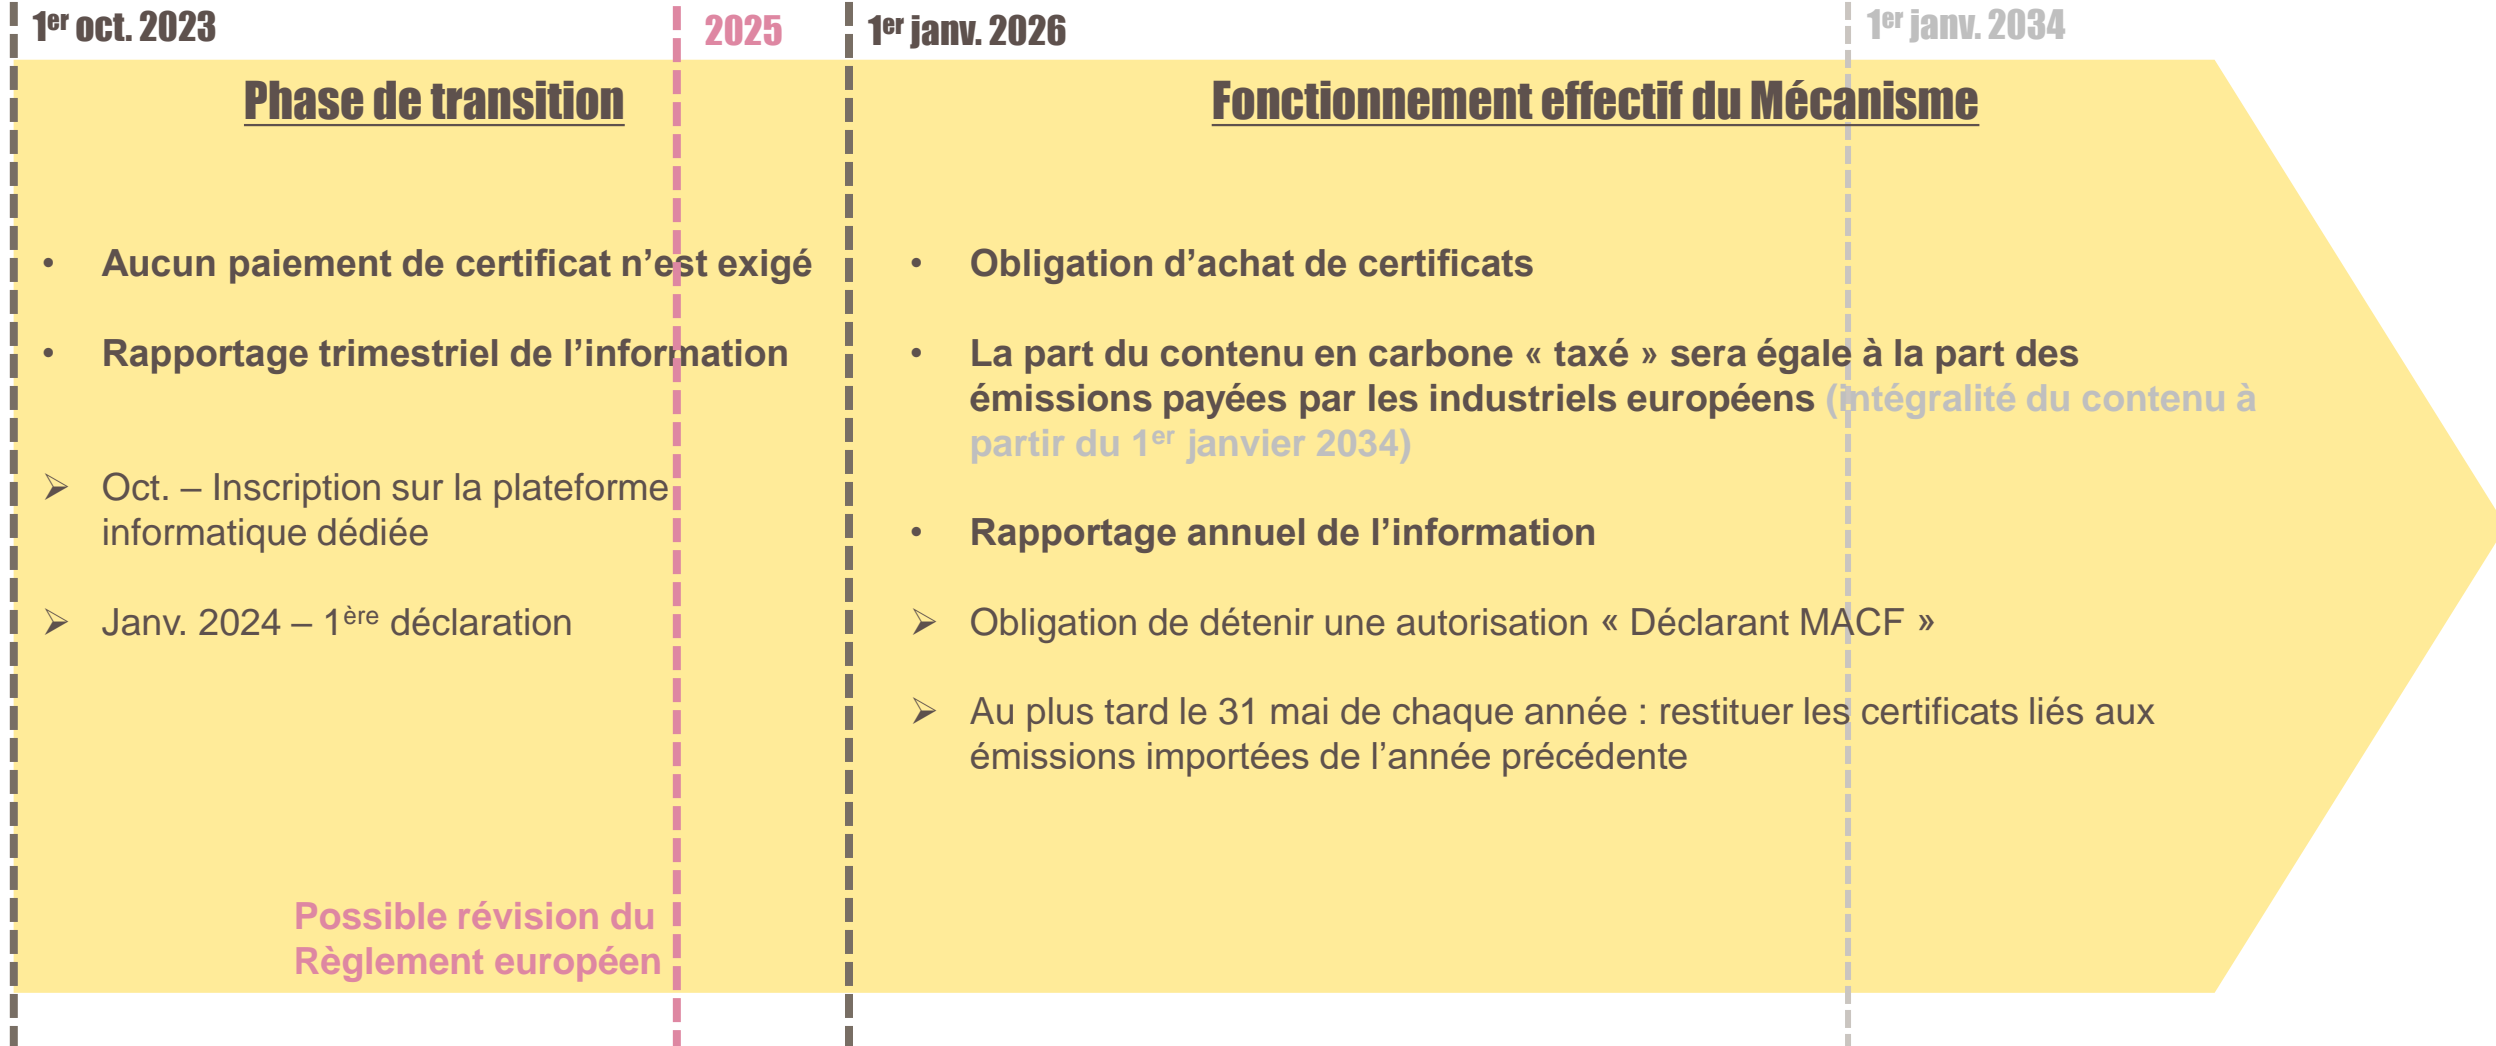 1er oct. 2023
2025
1er janv. 2026
1er janv. 2034
Phase de transition
• Aucun paiement de certificat n’est exigé
• Rapportage trimestriel de l’information
➢ Oct. – Inscription sur la plateforme
informatique dédiée
➢ Janv. 2024 – 1ère déclaration
Possible révision du
Règlement européen
Fonctionnement effectif du Mécanisme
• Obligation d’achat de certificats
• La part du contenu en carbone « taxé » sera égale à la part des
émissions payées par les industriels européens (intégralité du contenu à
partir du 1er janvier 2034)
• Rapportage annuel de l’information
➢ Obligation de détenir une autorisation « Déclarant MACF »
➢ Au plus tard le 31 mai de chaque année : restituer les certificats liés aux
émissions importées de l’année précédente